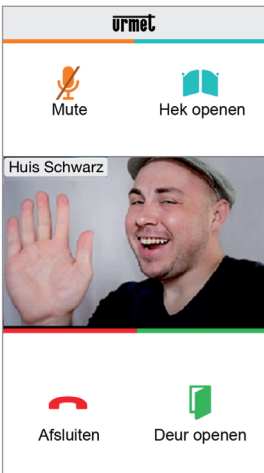 urmet
Mute
Hek openen
Huis Schwarz
Afsluiten
Deur openen